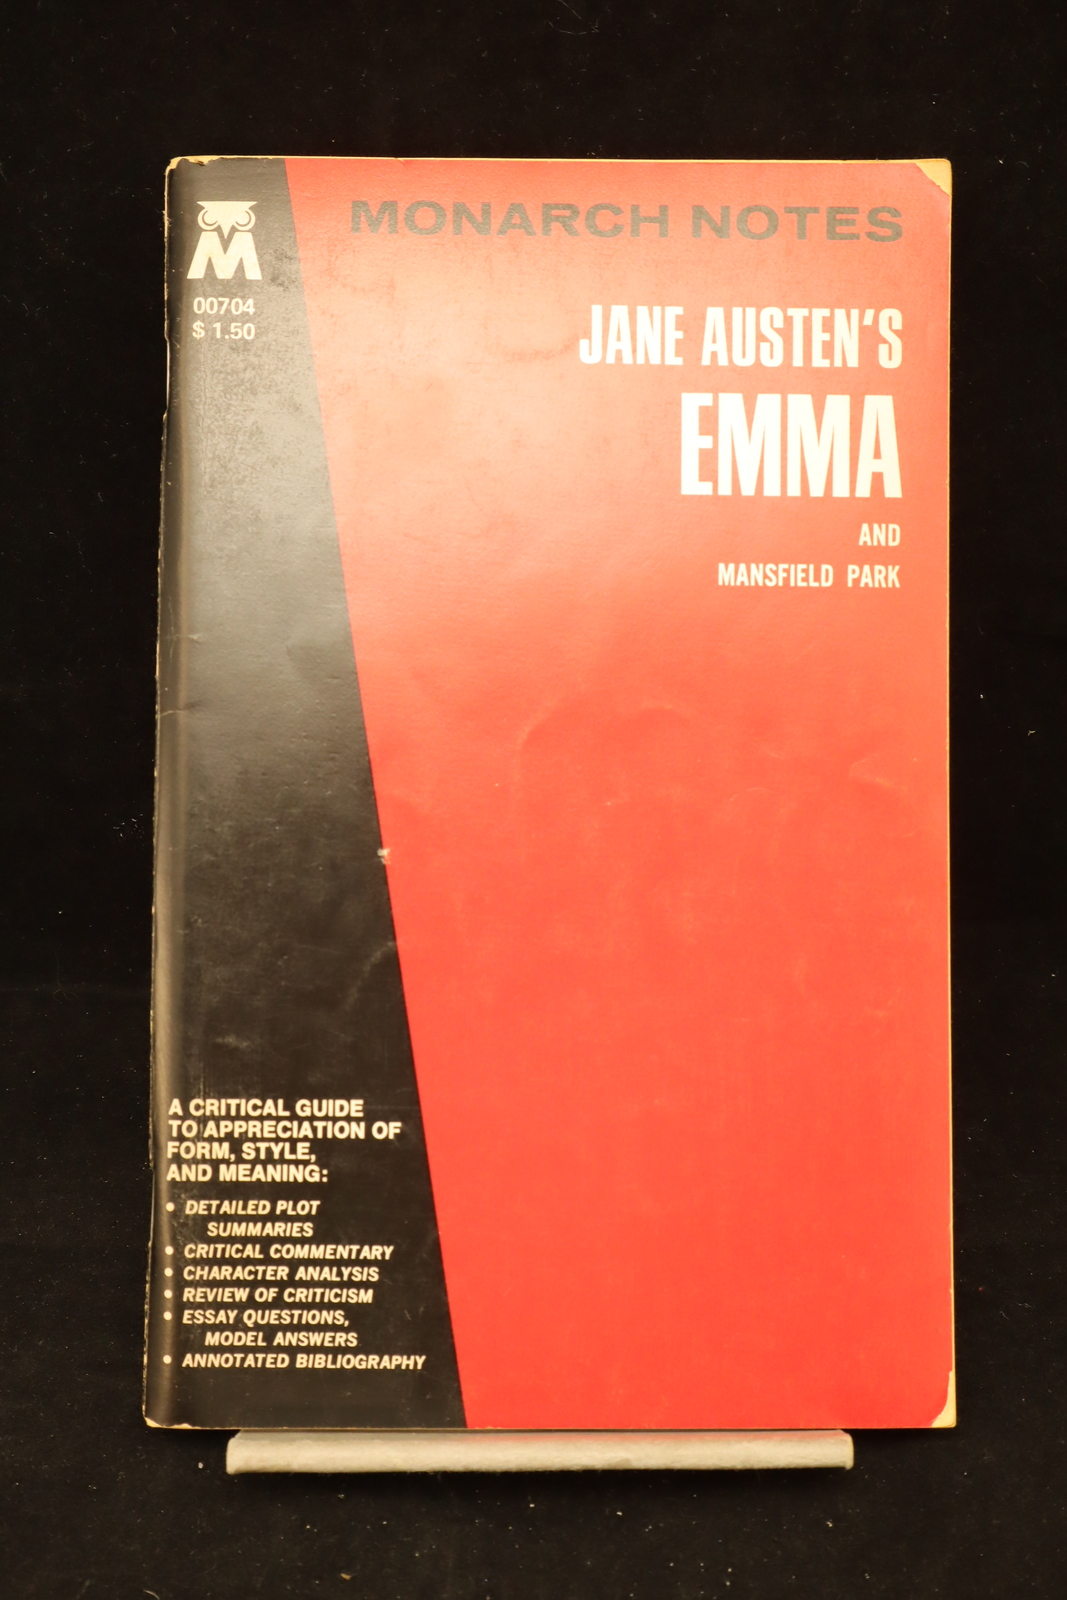 MONARCH NOTES
M
00704
$ 1.50
JANE AUSTEN'S
EMMA
AND
MANSFIELD PARK
A CRITICAL GUIDE
TO APPRECIATION OF
FORM, STYLE,
AND MEANING:
• DETAILED PLOT
SUMMARIES
• CRITICAL COMMENTARY
• CHARACTER ANALYSIS
• REVIEW OF CRITICISM
• ESSAY QUESTIONS,
MODEL ANSWERS
• ANNOTATED BIBLIOGRAPHY